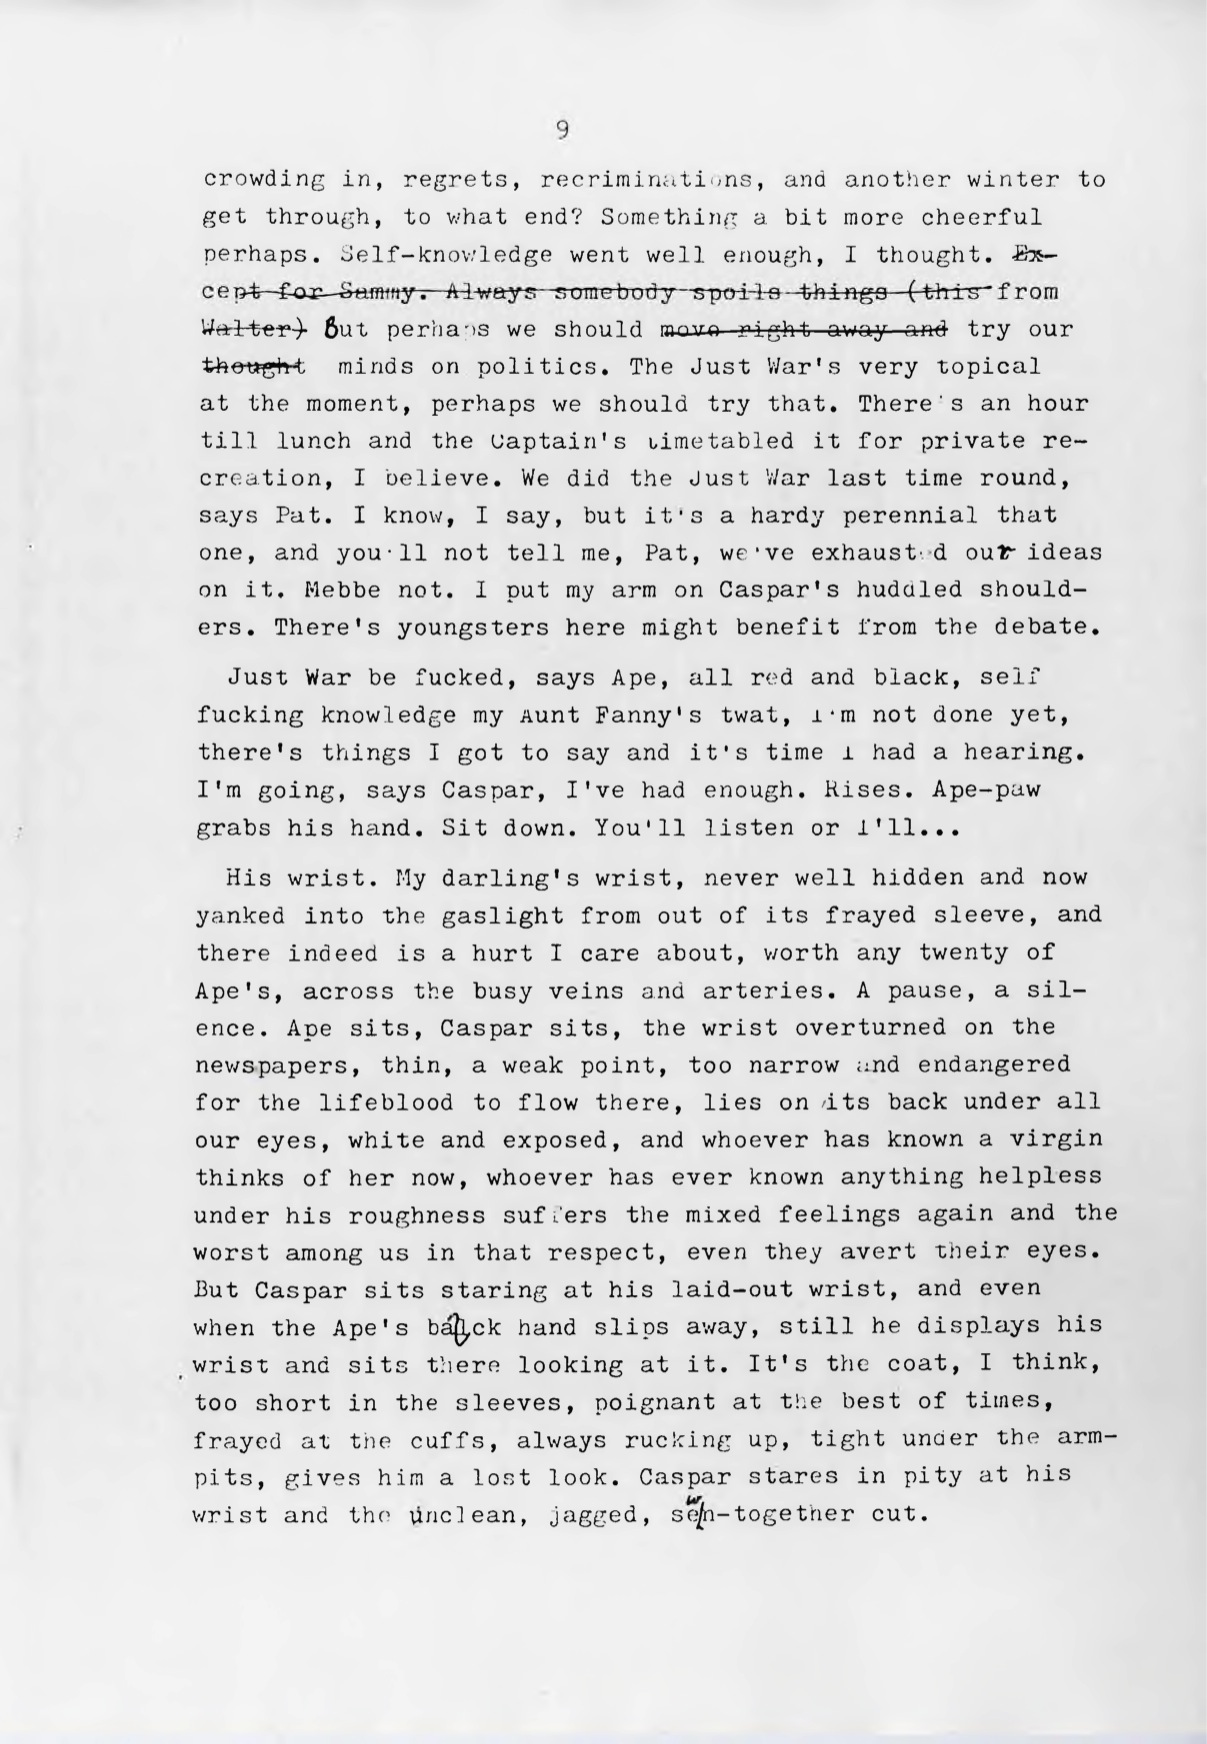 9
crowding in, regrets, recriminations, and another winter to
get through, to what end? Something a bit more cheerful
perhaps. Self-knowledge went well enough, I thought. Ex-
cept for Sammy. Always somebody spoils things (this from
Walter) But perhaps we should move right away and try our
thought minds on politics. The Just War's very topical
at the moment, perhaps we should try that. There's an hour
till lunch and the Captain's timetabled it for private re-
creation, I believe. We did the Just War last time round,
says Pat. I know, I say, but it's a hardy perennial that
one, and you'll not tell me, Pat, we've exhausted our ideas
on it. Mebbe not. I put my arm on Caspar's huddled should-
ers. There's youngsters here might benefit from the debate.
Just War be fucked, says Ape, all red and black, self
fucking knowledge my Aunt Fanny's twat, I'm not done yet,
there's things I got to say and it's time I had a hearing.
I'm going, says Caspar, I've had enough. Rises. Ape-paw
grabs his hand. Sit down. You'll listen or I'll...
His wrist. My darling's wrist, never well hidden and now
yanked into the gaslight from out of its frayed sleeve, and
there indeed is a hurt I care about, worth any twenty of
Ape's, across the busy veins and arteries. A pause, a sil-
ence. Ape sits, Caspar sits, the wrist overturned on the
newspapers, thin, a weak point, too narrow and endangered
for the lifeblood to flow there, lies on its back under all
our eyes, white and exposed, and whoever has known a virgin
thinks of her now, whoever has ever known anything helpless
under his roughness suffers the mixed feelings again and the
worst among us in that respect, even they avert their eyes.
But Caspar sits staring at his laid-out wrist, and even
when the Ape's balck hand slips away, still he displays his
wrist and sits there looking at it. It's the coat, I think,
too short in the sleeves, poignant at the best of times,
frayed at the cuffs, always rucking up, tight under the arm-
pits, gives him a lost look. Caspar stares in pity at his
wrist and the unclean, jagged, sewn-together cut.